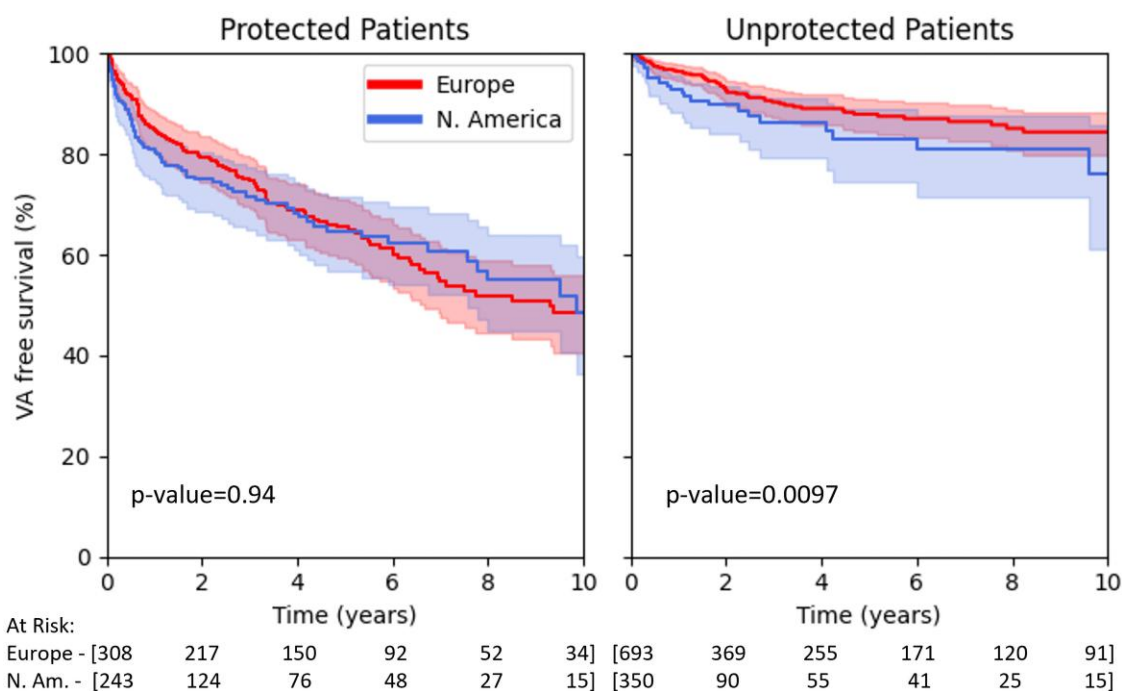 Protected Patients
Unprotected Patients
VA free survival (%)
100
80
60
40
20
0
Europe
N. America
p-value=0.94
p-value=0.0097
0 2 4 6 8 10
0 2 4 6 8 10
Time (years)
Time (years)
At Risk:
Europe - [308 217 150 92 52 34] [693 369 255 171 120 91]
N. Am. - [243 124 76 48 27 15] [350 90 55 41 25 15]